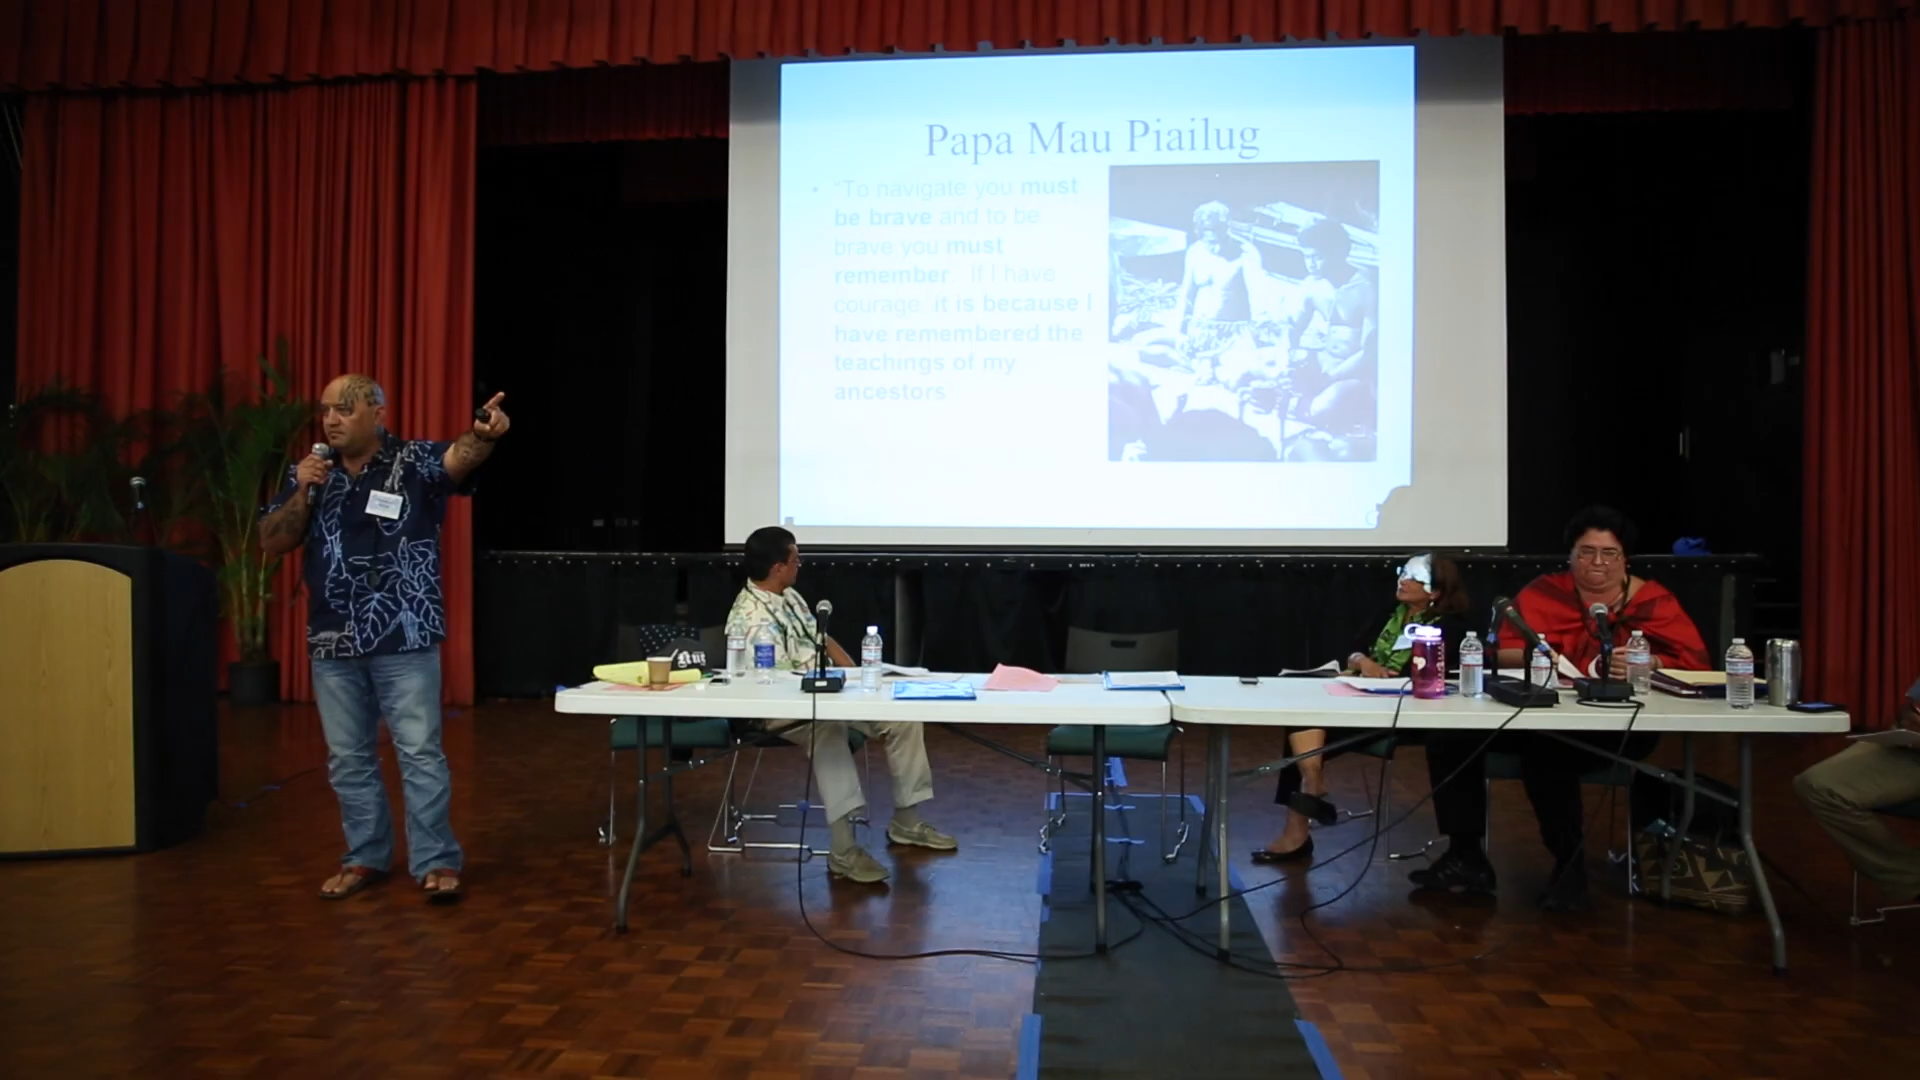 Papa Mau Piailug
• "To navigate you must
be brave and to be
brave you must
remember. If I have
courage, it is because I
have remembered the
teachings of my
ancestors